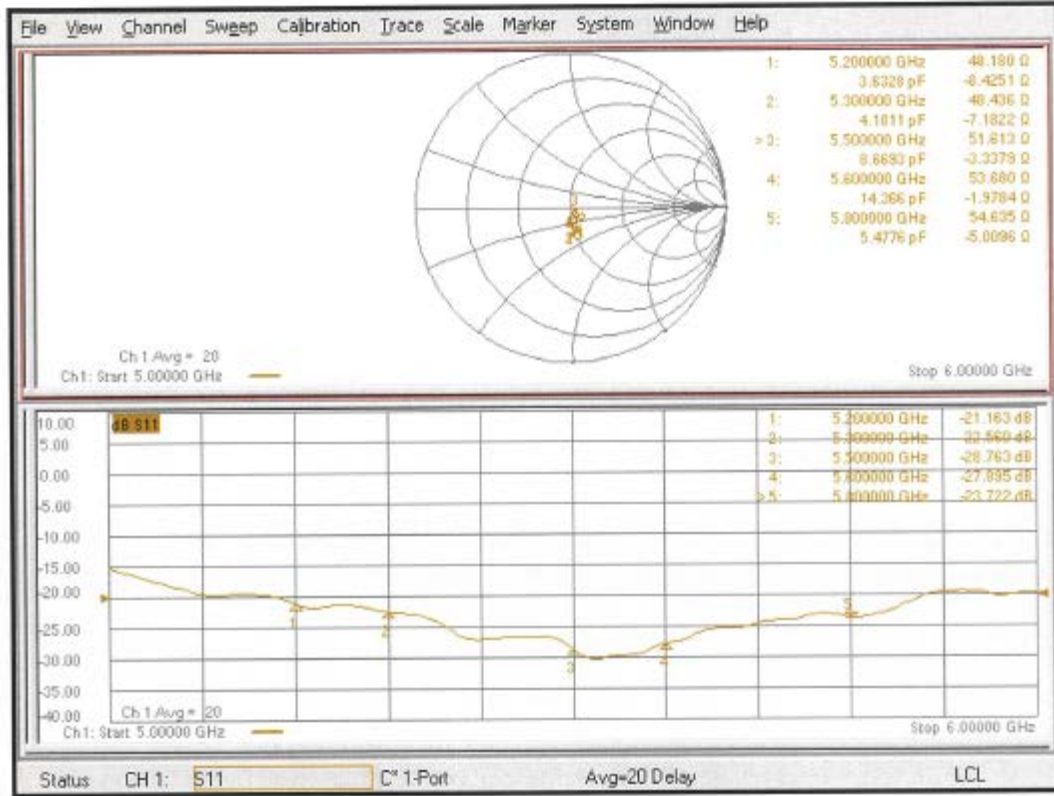 File View Channel Sweep Calibration Trace Scale Marker System Window Help
1: 5.200000 GHz 48.180 Ω
3.6328 pF -8.4251 Ω
2: 5.300000 GHz 48.436 Ω
4.1811 pF -7.1822 Ω
> 3: 5.500000 GHz 51.613 Ω
8.6693 pF -3.3379 Ω
4: 5.600000 GHz 53.680 Ω
14.366 pF -1.9784 Ω
5: 5.800000 GHz 54.635 Ω
5.4776 pF -5.0096 Ω
Ch 1 Avg = 20
Ch1: Start 5.00000 GHz
Stop 6.00000 GHz
dB S11
10.00
5.00
0.00
-5.00
-10.00
-15.00
-20.00
-25.00
-30.00
-35.00
-40.00
1: 5.200000 GHz -21.163 dB
2: 5.300000 GHz -22.560 dB
3: 5.500000 GHz -28.763 dB
4: 5.600000 GHz -27.895 dB
> 5: 5.800000 GHz -23.722 dB
1
2
3
4
5
Ch 1 Avg = 20
Ch1: Start 5.00000 GHz
Stop 6.00000 GHz
Status CH 1: S11 C* 1-Port Avg=20 Delay LCL